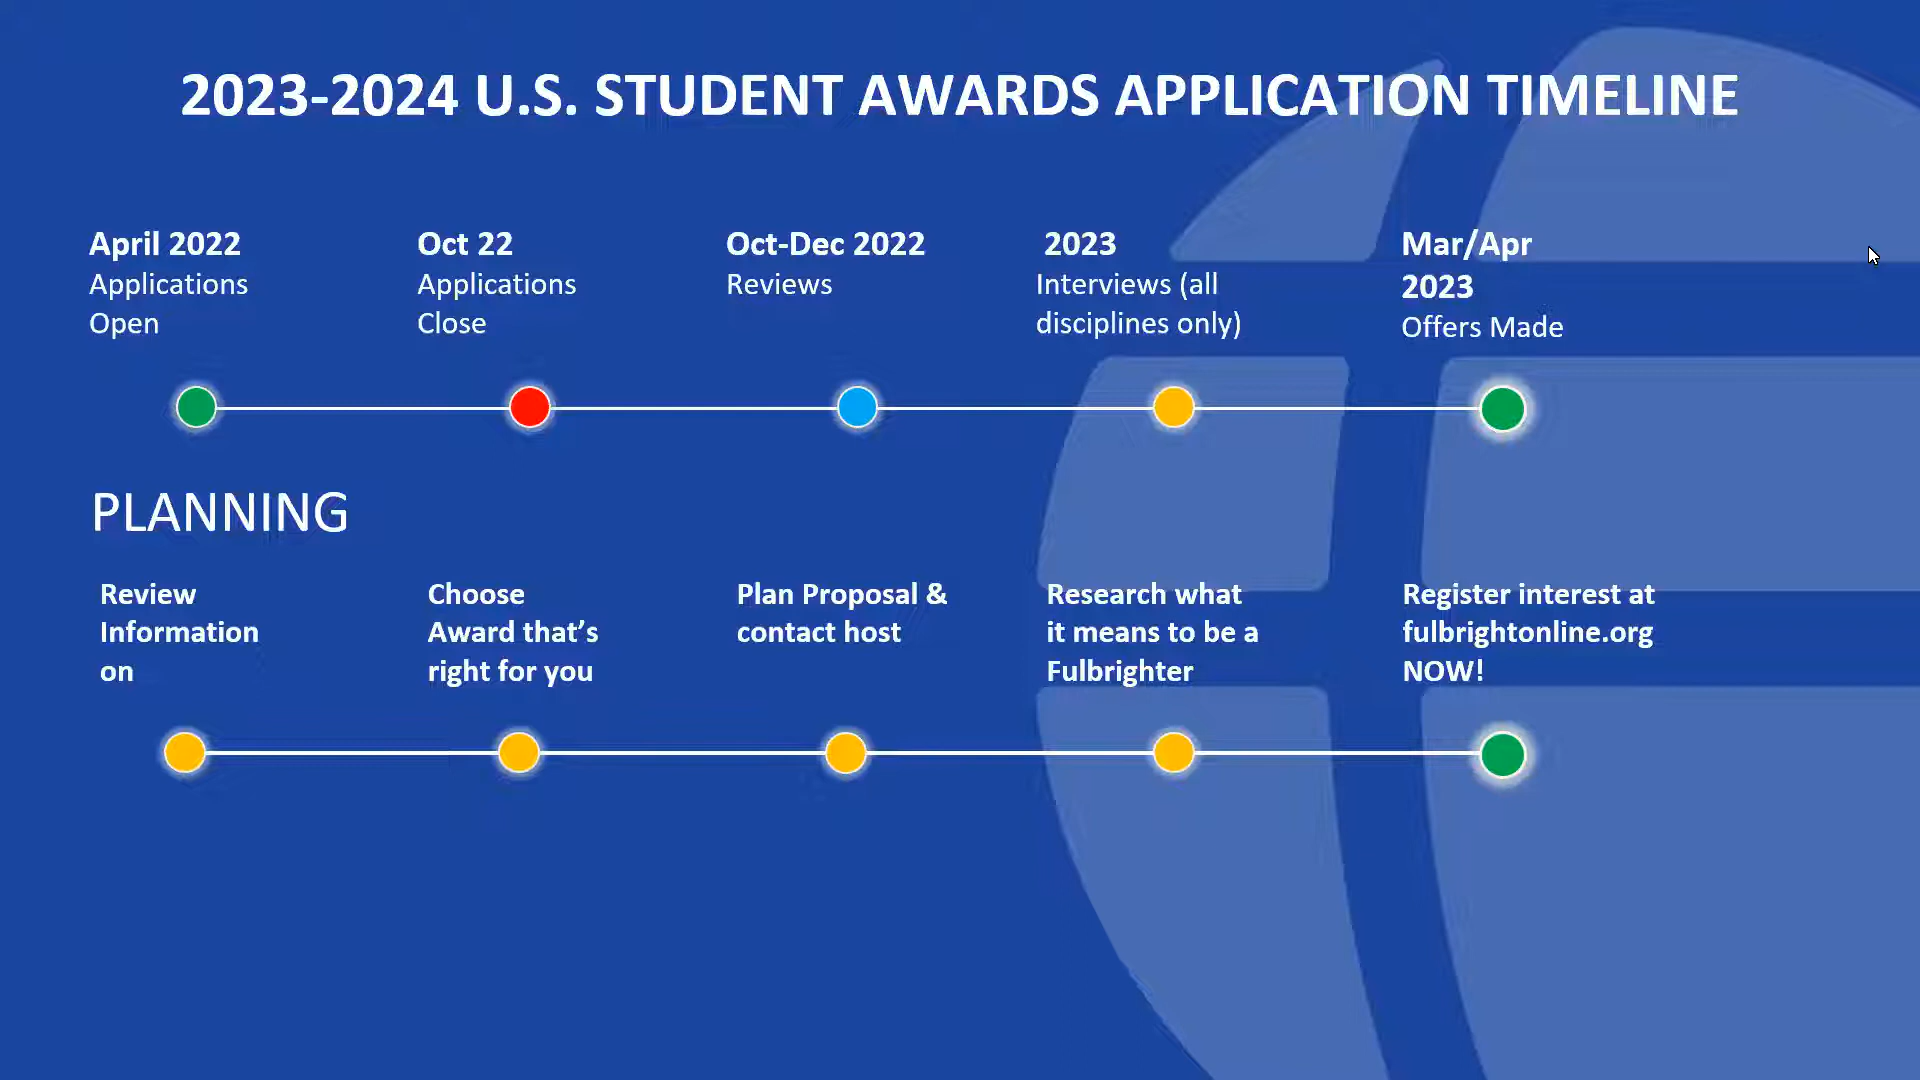 2023-2024 U.S. STUDENT AWARDS APPLICATION TIMELINE
April 2022
Applications
Open
Oct 22
Applications
Close
Oct-Dec 2022
Reviews
2023
Interviews (all
disciplines only)
Mar/Apr
2023
Offers Made
PLANNING
Review
Information
on
Choose
Award that’s
right for you
Plan Proposal &
contact host
Research what
it means to be a
Fulbrighter
Register interest at
fulbrightonline.org
NOW!